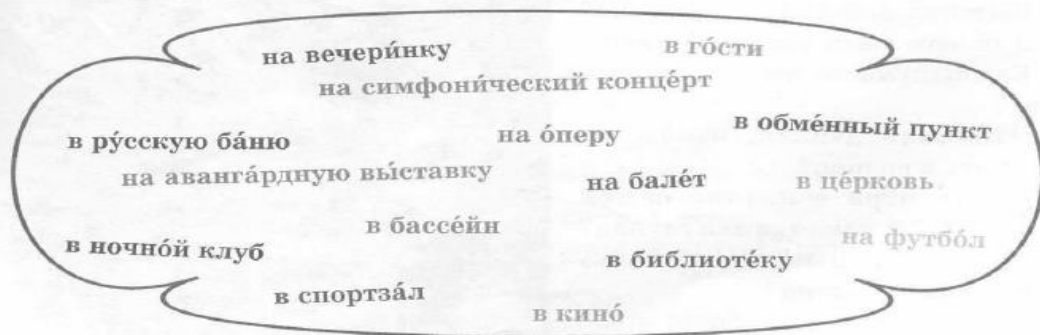 на вечери́нку
в го́сти
на симфони́ческий конце́рт
в ру́сскую ба́ню
на о́перу
в обме́нный пункт
на аванга́рдную вы́ставку
на бале́т
в це́рковь
в бассе́йн
в ночно́й клуб
на футбо́л
в библиоте́ку
в спортза́л
в кино́